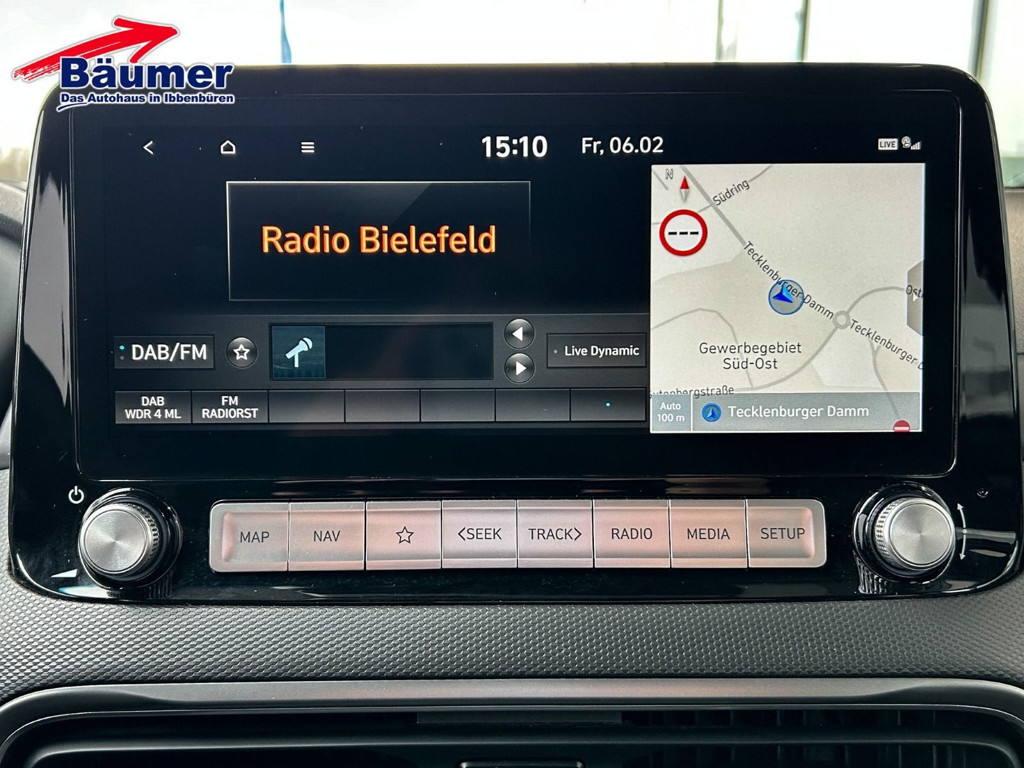 Bäumer
Das Autohaus in Ibbenbüren
15:10 Fr, 06.02
LIVE
Radio Bielefeld
DAB/FM
Live Dynamic
DAB
WDR 4 ML
FM
RADIORST
N
Südring
---
Tecklenburger Damm
Tecklenburger
Gewerbegebiet
Süd-Ost
Auto
100 m
Tecklenburger Damm
MAP
NAV
<SEEK
TRACK>
RADIO
MEDIA
SETUP